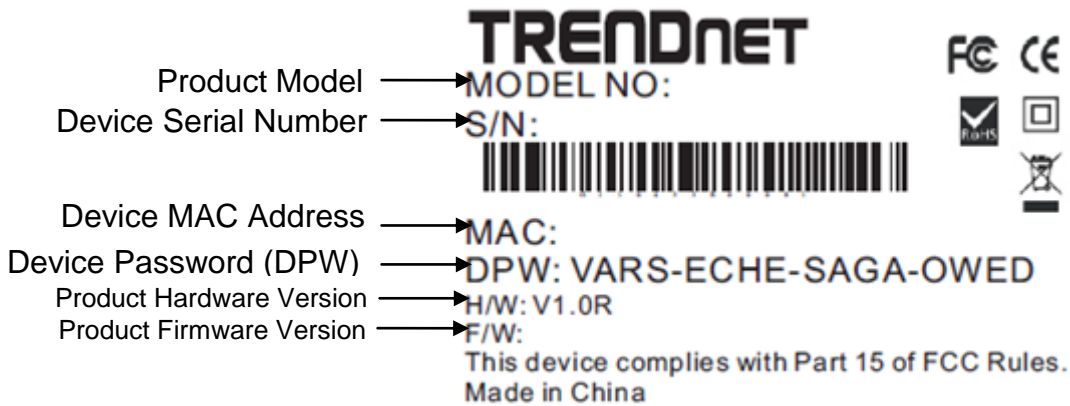 TRENDNET
FC CE
Product Model MODEL NO:
Device Serial Number S/N:
RoHS
Device MAC Address MAC:
Device Password (DPW) DPW: VARS-ECHE-SAGA-OWED
Product Hardware Version H/W: V1.0R
Product Firmware Version F/W:
This device complies with Part 15 of FCC Rules.
Made in China